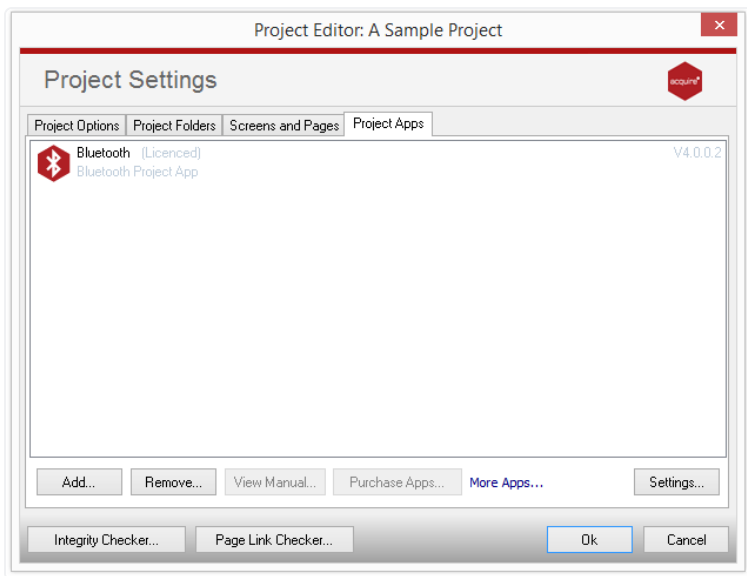 Project Editor: A Sample Project
Project Settings
acquire
Project Options Project Folders Screens and Pages Project Apps
Bluetooth (Licenced) V4.0.0.2
Bluetooth Project App
Add... Remove... View Manual... Purchase Apps... More Apps... Settings...
Integrity Checker... Page Link Checker... Ok Cancel